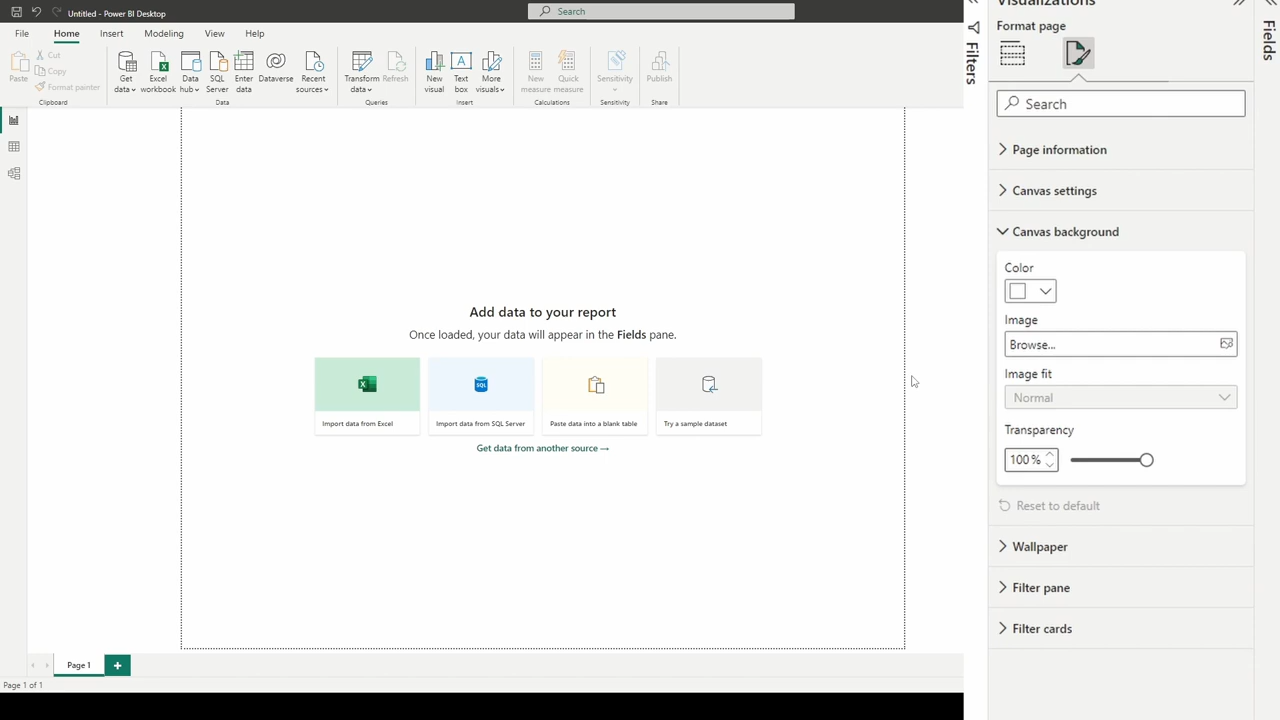 Untitled - Power BI Desktop
Search
File Home Insert Modeling View Help
Paste
Cut
Copy
Format painter
Clipboard
Get data
Excel workbook
Data hub
SQL Server
Enter data
Dataverse
Recent sources
Data
Transform data
Refresh
Queries
New visual
Text box
More visuals
Insert
New measure
Quick measure
Calculations
Sensitivity
Sensitivity
Publish
Share
Add data to your report
Once loaded, your data will appear in the Fields pane.
SQL
Import data from Excel
Import data from SQL Server
Paste data into a blank table
Try a sample dataset
Get data from another source →
Page 1
Page 1 of 1
Filters
Visualizations
Format page
Search
Page information
Canvas settings
Canvas background
Color
Image
Browse...
Image fit
Normal
Transparency
100 %
Reset to default
Wallpaper
Filter pane
Filter cards
Fields